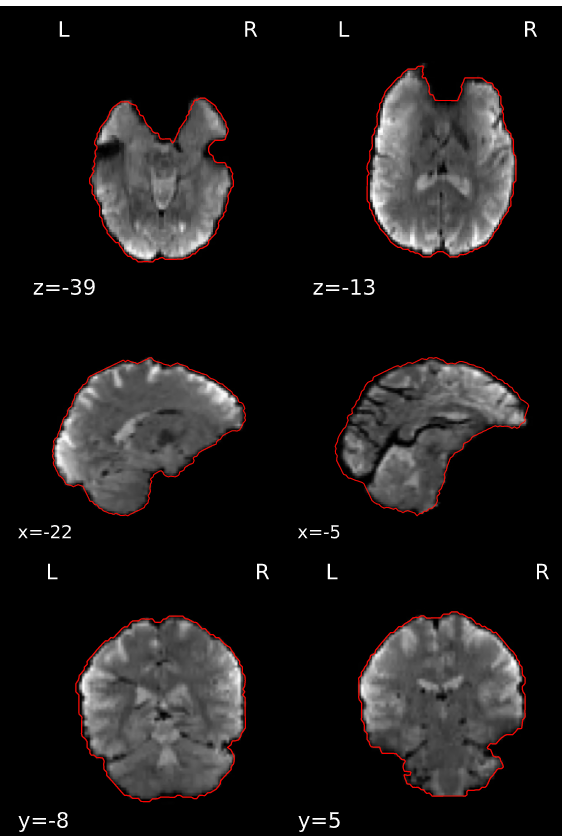 L R L R
z=-39 z=-13
x=-22 x=-5
L R L R
y=-8 y=5